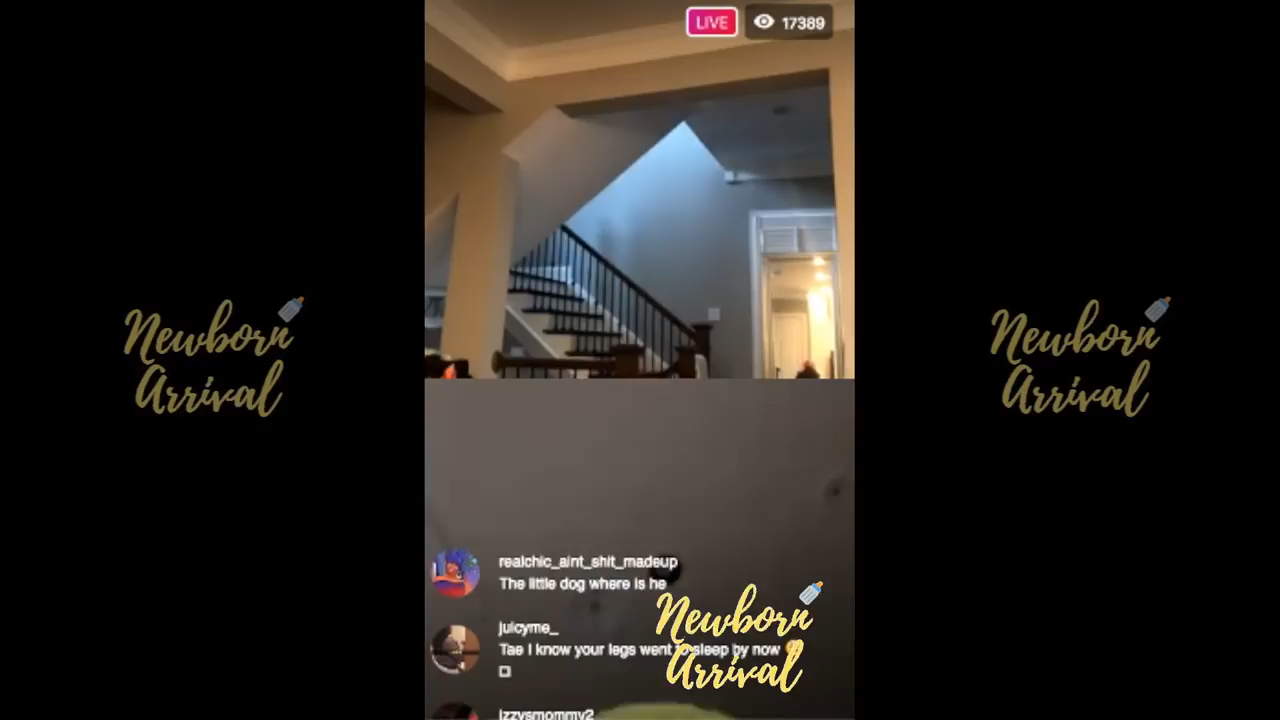 LIVE
17389
Newborn
Arrival
Newborn
Arrival
realchic_aint_shit_madeup
The little dog where is he
juicyme_
Tae I know your legs went to sleep by now
Newborn
Arrival
izzysmommy2